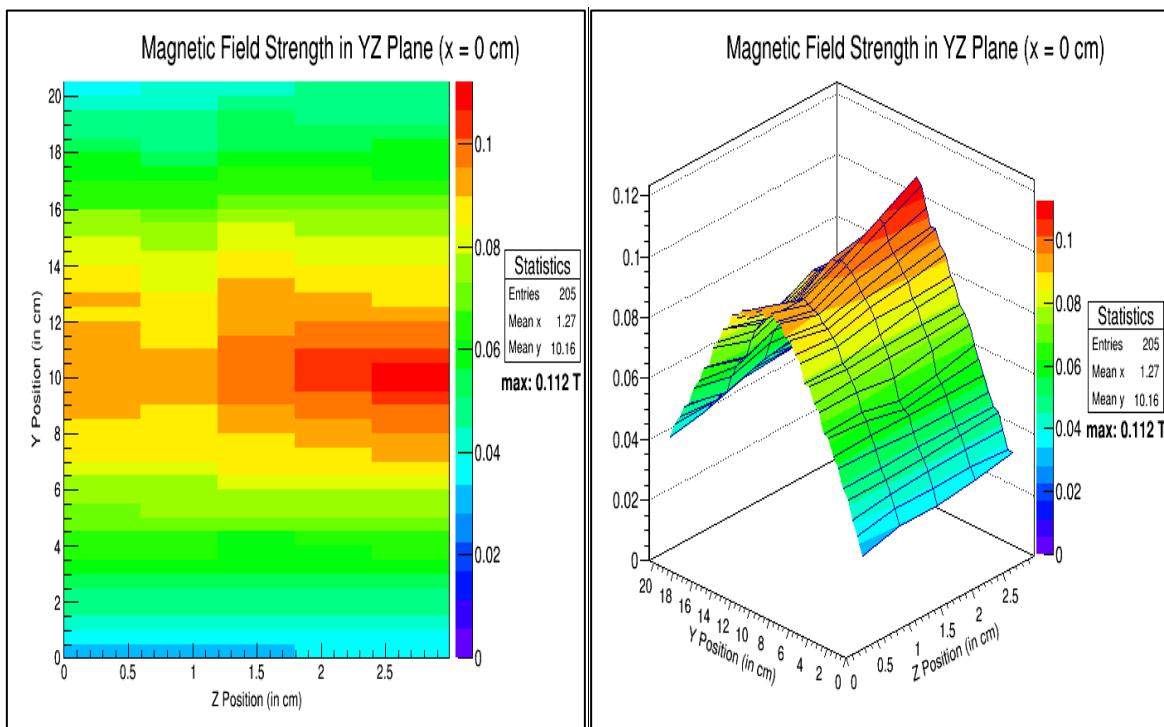 Magnetic Field Strength in YZ Plane (x = 0 cm)
20
18
16
14
12
10
8
6
4
2
0
Y Position (in cm)
0 0.5 1 1.5 2 2.5
Z Position (in cm)
0.1
0.08
0.06
0.04
0.02
0
Statistics
Entries 205
Mean x 1.27
Mean y 10.16
max: 0.112 T
Magnetic Field Strength in YZ Plane (x = 0 cm)
0.12
0.1
0.08
0.06
0.04
0.02
0
20 18 16 14 12 10 8 6 4 2 0
Y Position (in cm)
0 0.5 1 1.5 2 2.5
Z Position (in cm)
0.1
0.08
0.06
0.04
0.02
0
Statistics
Entries 205
Mean x 1.27
Mean y 10.16
max: 0.112 T